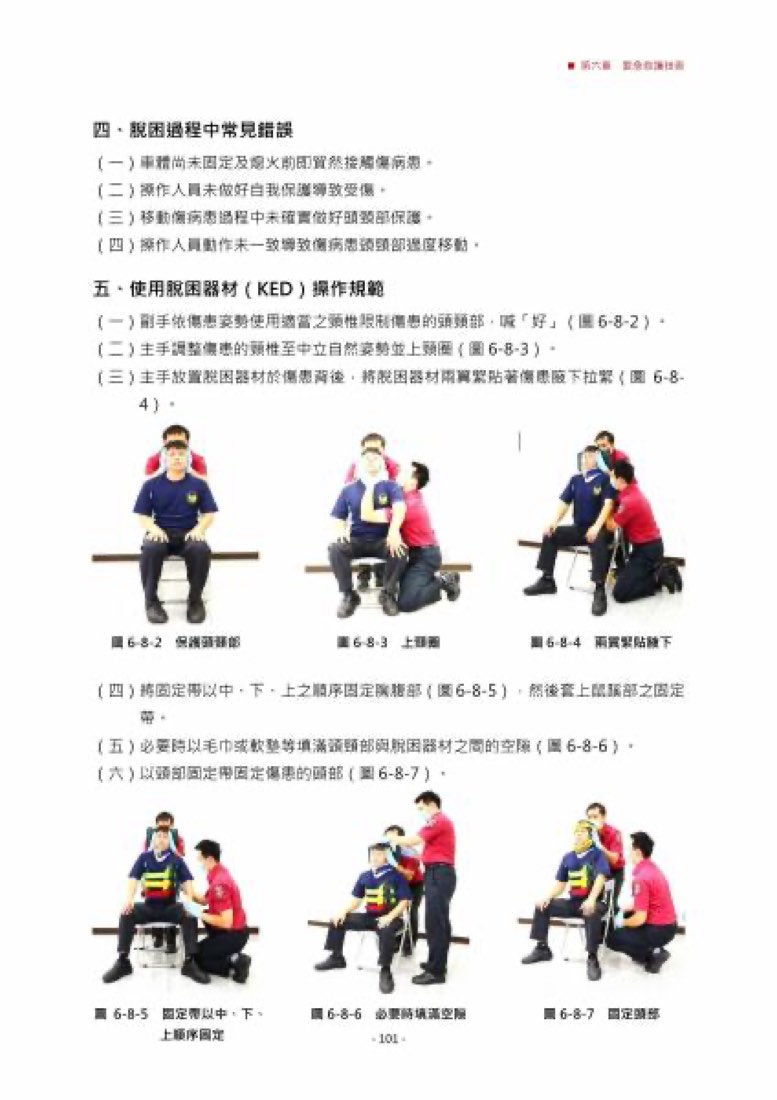 ■ 第六章　緊急救護技術
四、脫困過程中常見錯誤
（一）車體尚未固定及熄火前即貿然接觸傷病患。
（二）操作人員未做好自我保護導致受傷。
（三）移動傷病患過程中未確實做好頭頸部保護。
（四）操作人員動作未一致導致傷病患頭頸部過度移動。
五、使用脫困器材（KED）操作規範
（一）副手依傷患姿勢使用適當之頸椎限制傷患的頭頸部，喊「好」（圖6-8-2）。
（二）主手調整傷患的頸椎至中立自然姿勢並上頸圈（圖6-8-3）。
（三）主手放置脫困器材於傷患背後，將脫困器材兩翼緊貼著傷患腋下拉緊（圖 6-8-
4）。
圖6-8-2　保護頭頸部
圖6-8-3　上頸圈
圖6-8-4　兩翼緊貼腋下
（四）將固定帶以中、下、上之順序固定胸腹部（圖6-8-5），然後套上鼠蹊部之固定
帶。
（五）必要時以毛巾或軟墊等填滿頭頸部與脫困器材之間的空隙（圖6-8-6）。
（六）以頭部固定帶固定傷患的頭部（圖6-8-7）。
圖 6-8-5　固定帶以中、下、
上順序固定
圖6-8-6　必要時填滿空隙
圖6-8-7　固定頭部
- 101 -